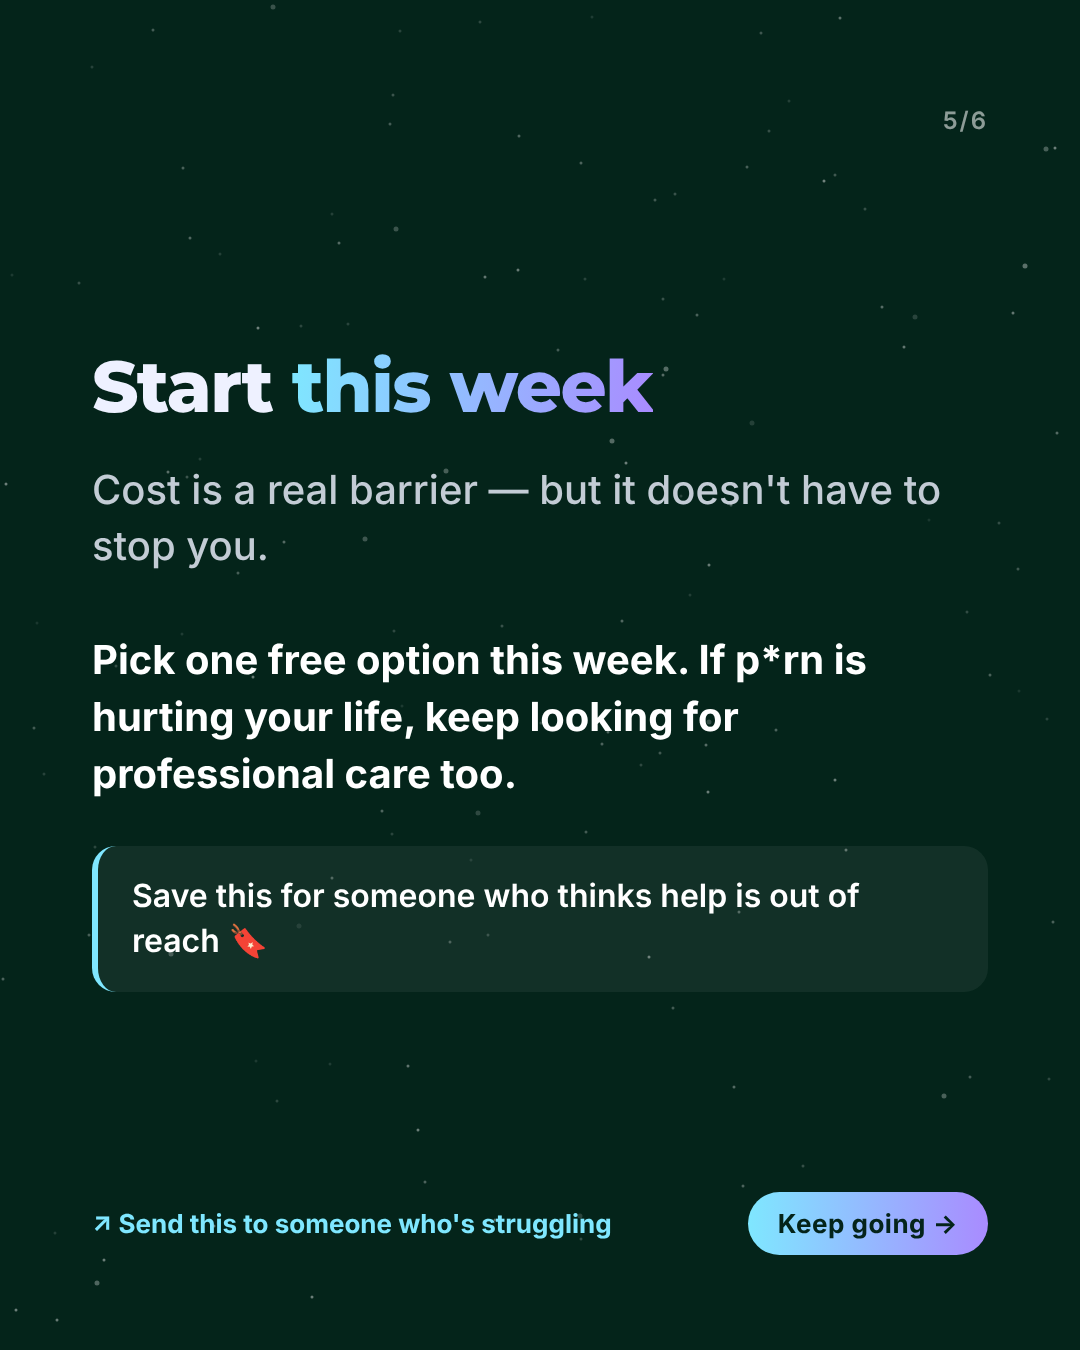 5/6
Start this week
Cost is a real barrier — but it doesn't have to
stop you.
Pick one free option this week. If p*rn is
hurting your life, keep looking for
professional care too.
Save this for someone who thinks help is out of
reach 🔖
↗ Send this to someone who's struggling
Keep going →